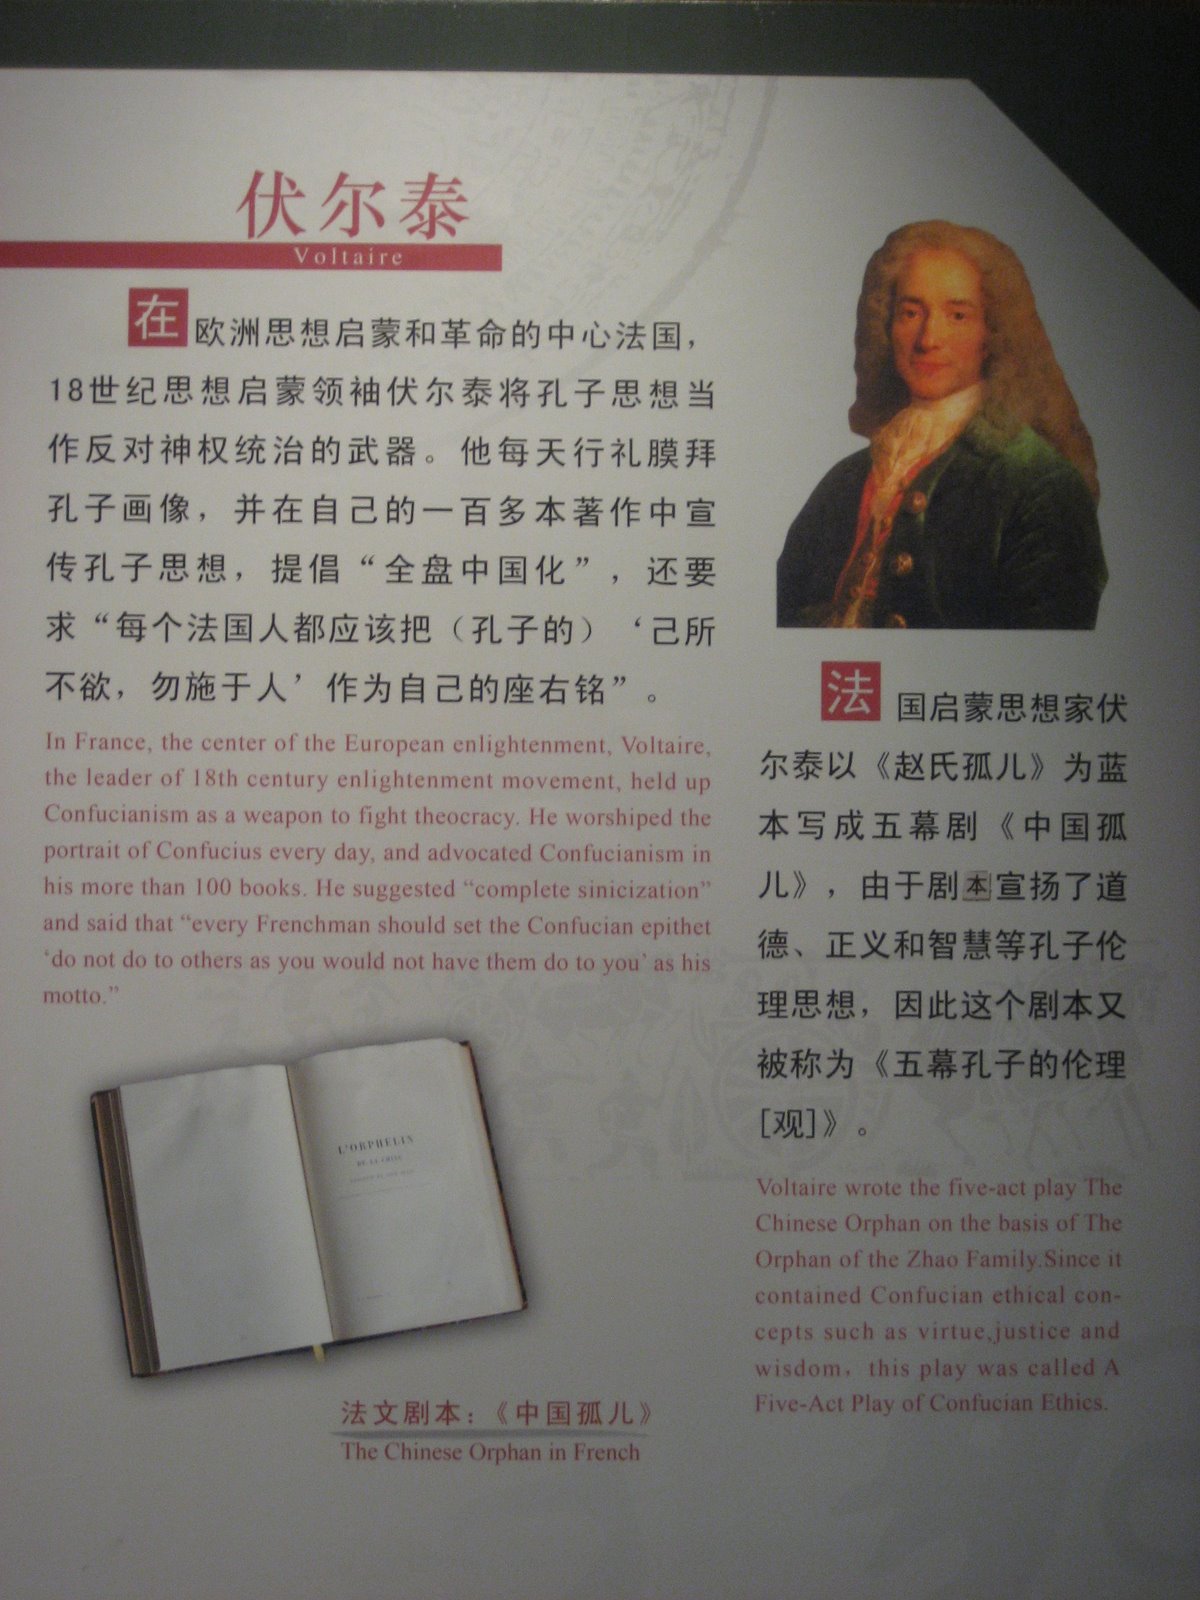 伏尔泰
Voltaire
在欧洲思想启蒙和革命的中心法国，
18世纪思想启蒙领袖伏尔泰将孔子思想当
作反对神权统治的武器。他每天行礼膜拜
孔子画像，并在自己的一百多本著作中宣
传孔子思想，提倡“全盘中国化”，还要
求“每个法国人都应该把（孔子的）‘己所
不欲，勿施于人’作为自己的座右铭”。
In France, the center of the European enlightenment, Voltaire,
the leader of 18th century enlightenment movement, held up
Confucianism as a weapon to fight theocracy. He worshiped the
portrait of Confucius every day, and advocated Confucianism in
his more than 100 books. He suggested “complete sinicization”
and said that “every Frenchman should set the Confucian epithet
‘do not do to others as you would not have them do to you’ as his
motto.”
L'ORPHELIN
DE LA CHINE
法文剧本：《中国孤儿》
The Chinese Orphan in French
法国启蒙思想家伏
尔泰以《赵氏孤儿》为蓝
本写成五幕剧《中国孤
儿》，由于剧本宣扬了道
德、正义和智慧等孔子伦
理思想，因此这个剧本又
被称为《五幕孔子的伦理
[观]》。
Voltaire wrote the five-act play The
Chinese Orphan on the basis of The
Orphan of the Zhao Family.Since it
contained Confucian ethical con-
cepts such as virtue,justice and
wisdom，this play was called A
Five-Act Play of Confucian Ethics.